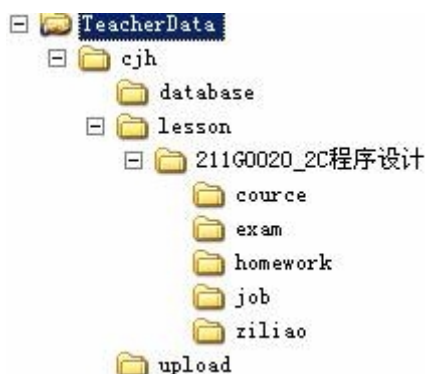 TeacherData
cjh
database
lesson
211G0020_2C程序设计
cource
exam
homework
job
ziliao
upload